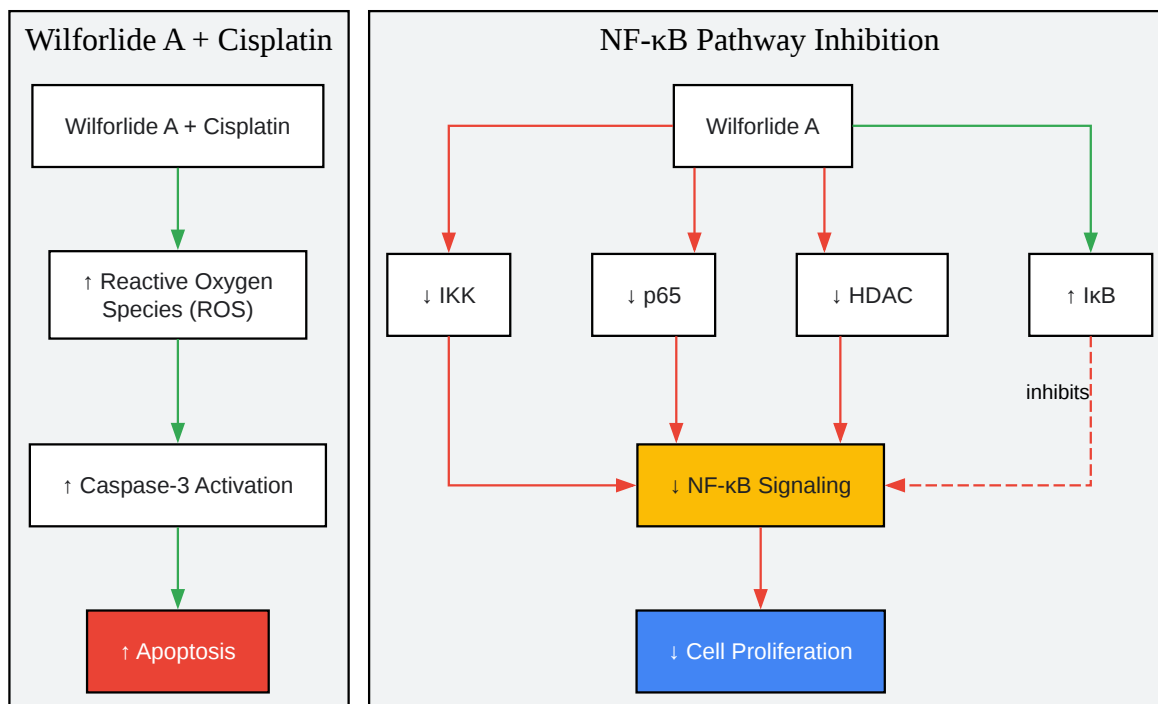 Wilforlide A + Cisplatin
Wilforlide A + Cisplatin
↑ Reactive Oxygen
Species (ROS)
↑ Caspase-3 Activation
↑ Apoptosis
NF-κB Pathway Inhibition
Wilforlide A
↓ IKK
↓ p65
↓ HDAC
↑ IκB
inhibits
↓ NF-κB Signaling
↓ Cell Proliferation